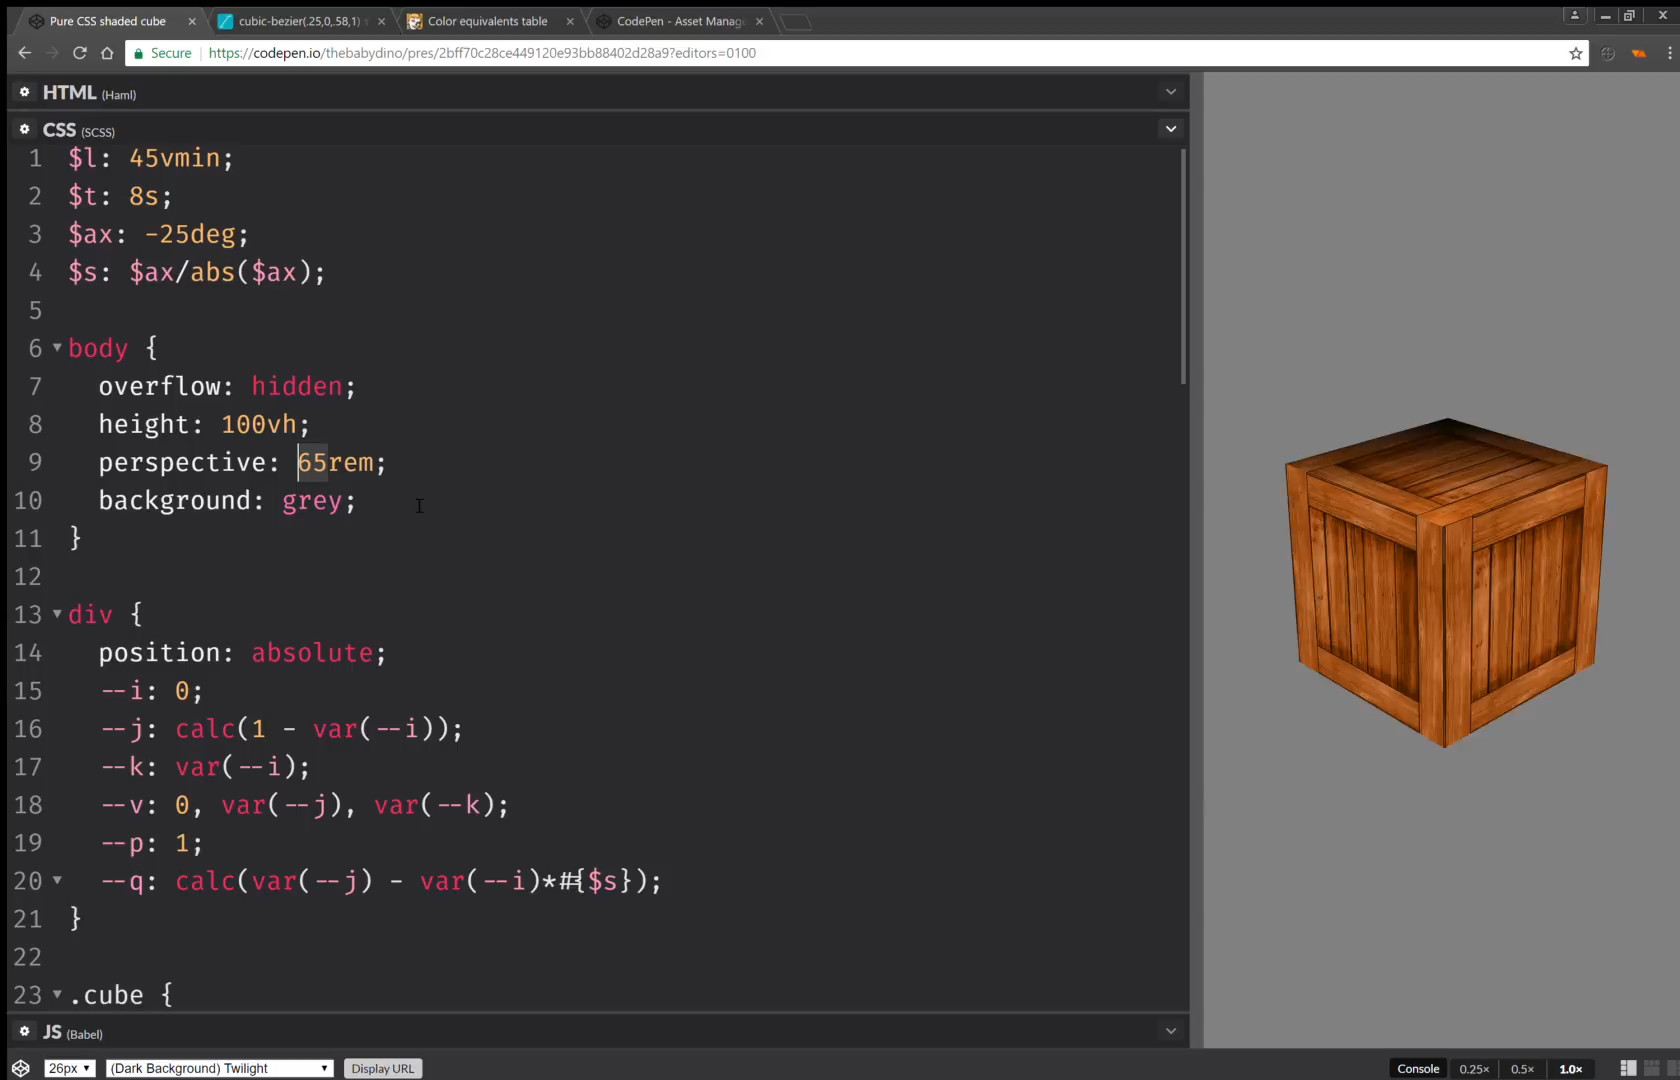 Pure CSS shaded cube
cubic-bezier(.25,0,.58,1)
Color equivalents table
CodePen - Asset Manag
Secure https://codepen.io/thebabydino/pres/2bff70c28ce449120e93bb88402d28a9?editors=0100
HTML (Haml)
CSS (SCSS)
1 $l: 45vmin;
2 $t: 8s;
3 $ax: -25deg;
4 $s: $ax/abs($ax);
5
6 body {
7 overflow: hidden;
8 height: 100vh;
9 perspective: 65rem;
10 background: grey;
11 }
12
13 div {
14 position: absolute;
15 --i: 0;
16 --j: calc(1 - var(--i));
17 --k: var(--i);
18 --v: 0, var(--j), var(--k);
19 --p: 1;
20 --q: calc(var(--j) - var(--i)*#{$s});
21 }
22
23 .cube {
JS (Babel)
26px (Dark Background) Twilight Display URL Console 0.25× 0.5× 1.0×